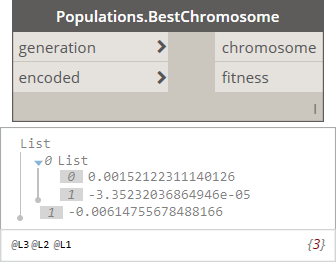 Populations.BestChromosome
generation > chromosome
encoded > fitness
I
List
0 List
0 0.00152122311140126
1 -3.35232036864946e-05
1 -0.00614755678488166
@L3 @L2 @L1 {3}